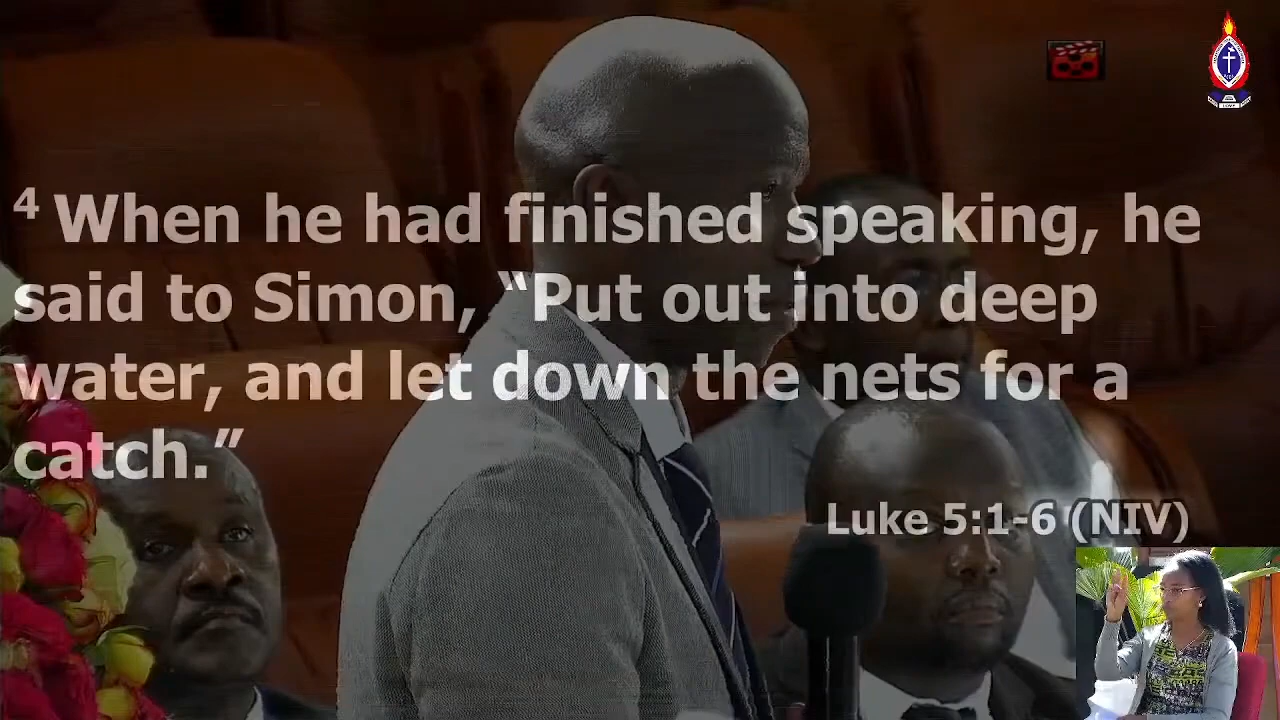 ⁴ When he had finished speaking, he
said to Simon, “Put out into deep
water, and let down the nets for a
catch.”
Luke 5:1-6 (NIV)